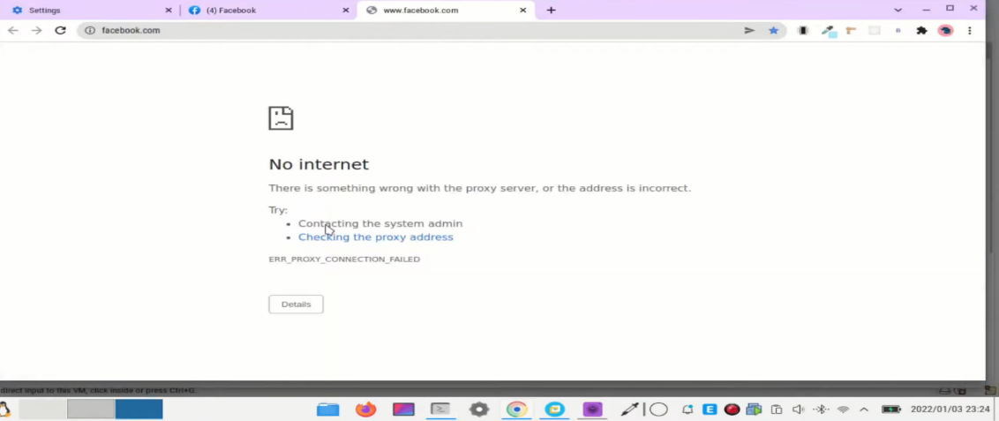 Settings
(4) Facebook
www.facebook.com
facebook.com
No internet
There is something wrong with the proxy server, or the address is incorrect.
Try:
• Contacting the system admin
• Checking the proxy address
ERR_PROXY_CONNECTION_FAILED
Details
direct input to this VM, click inside or press Ctrl+G.
2022/01/03 23:24